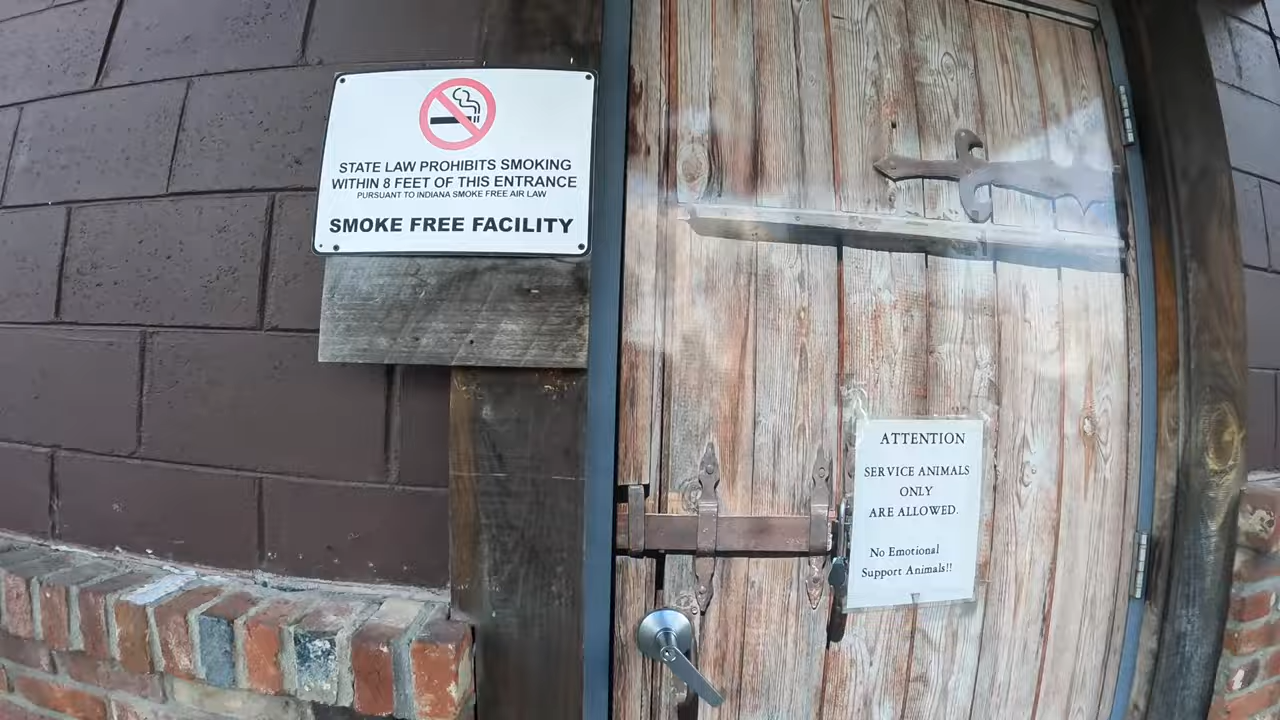 STATE LAW PROHIBITS SMOKING
WITHIN 8 FEET OF THIS ENTRANCE
PURSUANT TO INDIANA SMOKE FREE AIR LAW
SMOKE FREE FACILITY
ATTENTION
SERVICE ANIMALS
ONLY
ARE ALLOWED.
No Emotional
Support Animals!!